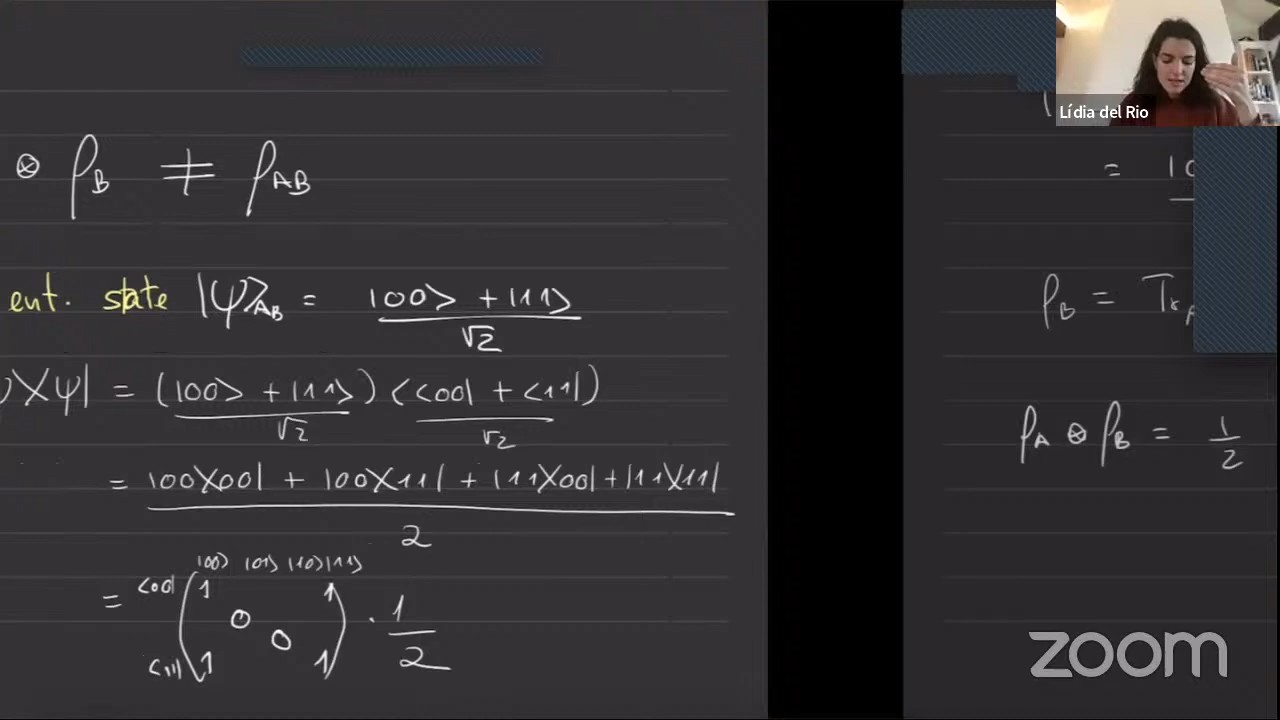 ⊗ ρ_B ≠ ρ_AB
ent. state |ψ⟩_AB = |00⟩ + |11⟩
√2
ψ⟩⟨ψ| = (|00⟩ + |11⟩) (⟨00| + ⟨11|)
√2 √2
= |00⟩⟨00| + |00⟩⟨11| + |11⟩⟨00| + |11⟩⟨11|
2
|00⟩ |01⟩ |10⟩ |11⟩
= ⟨00| ( 1 1 ) · 1
0 0
⟨11| 1 1 2
Lídia del Rio
=
ρ_B = Tr_A
ρ_A ⊗ ρ_B = 1
2
zoom